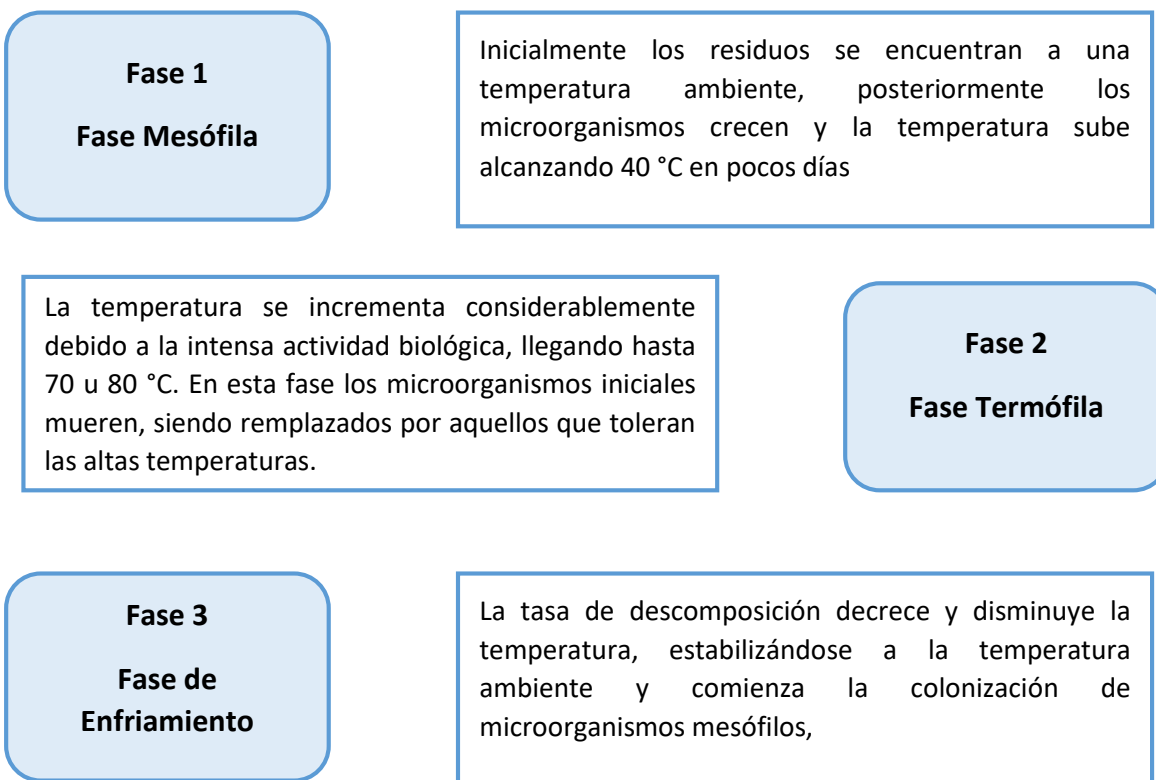 Fase 1
Fase Mesófila
Inicialmente los residuos se encuentran a una
temperatura ambiente, posteriormente los
microorganismos crecen y la temperatura sube
alcanzando 40 °C en pocos días
La temperatura se incrementa considerablemente
debido a la intensa actividad biológica, llegando hasta
70 u 80 °C. En esta fase los microorganismos iniciales
mueren, siendo remplazados por aquellos que toleran
las altas temperaturas.
Fase 2
Fase Termófila
Fase 3
Fase de
Enfriamiento
La tasa de descomposición decrece y disminuye la
temperatura, estabilizándose a la temperatura
ambiente y comienza la colonización de
microorganismos mesófilos,